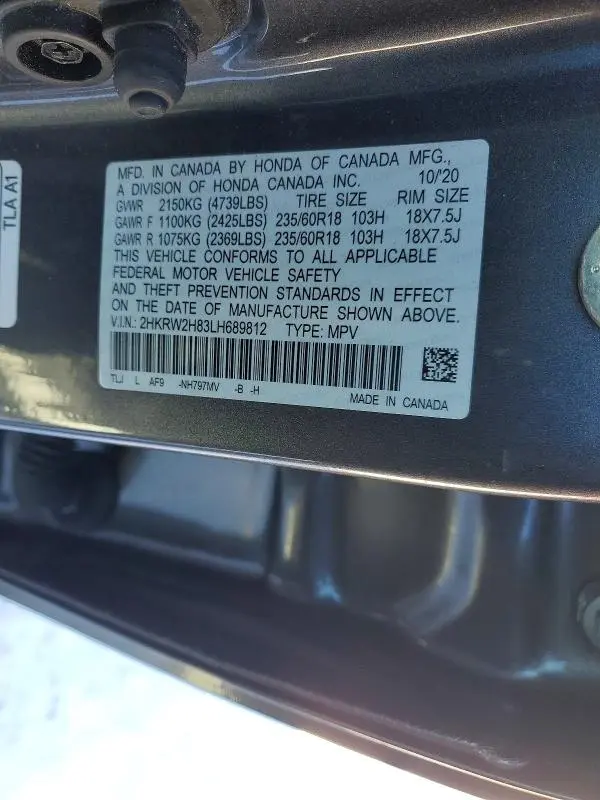 TLA A1
MFD. IN CANADA BY HONDA OF CANADA MFG.,
A DIVISION OF HONDA CANADA INC. 10/'20
GVWR 2150KG (4739LBS) TIRE SIZE RIM SIZE
GAWR F 1100KG (2425LBS) 235/60R18 103H 18X7.5J
GAWR R 1075KG (2369LBS) 235/60R18 103H 18X7.5J
THIS VEHICLE CONFORMS TO ALL APPLICABLE
FEDERAL MOTOR VEHICLE SAFETY
AND THEFT PREVENTION STANDARDS IN EFFECT
ON THE DATE OF MANUFACTURE SHOWN ABOVE.
V.I.N.: 2HKRW2H83LH689812 TYPE: MPV
TLJ L AF9 -NH797MV -B -H
MADE IN CANADA